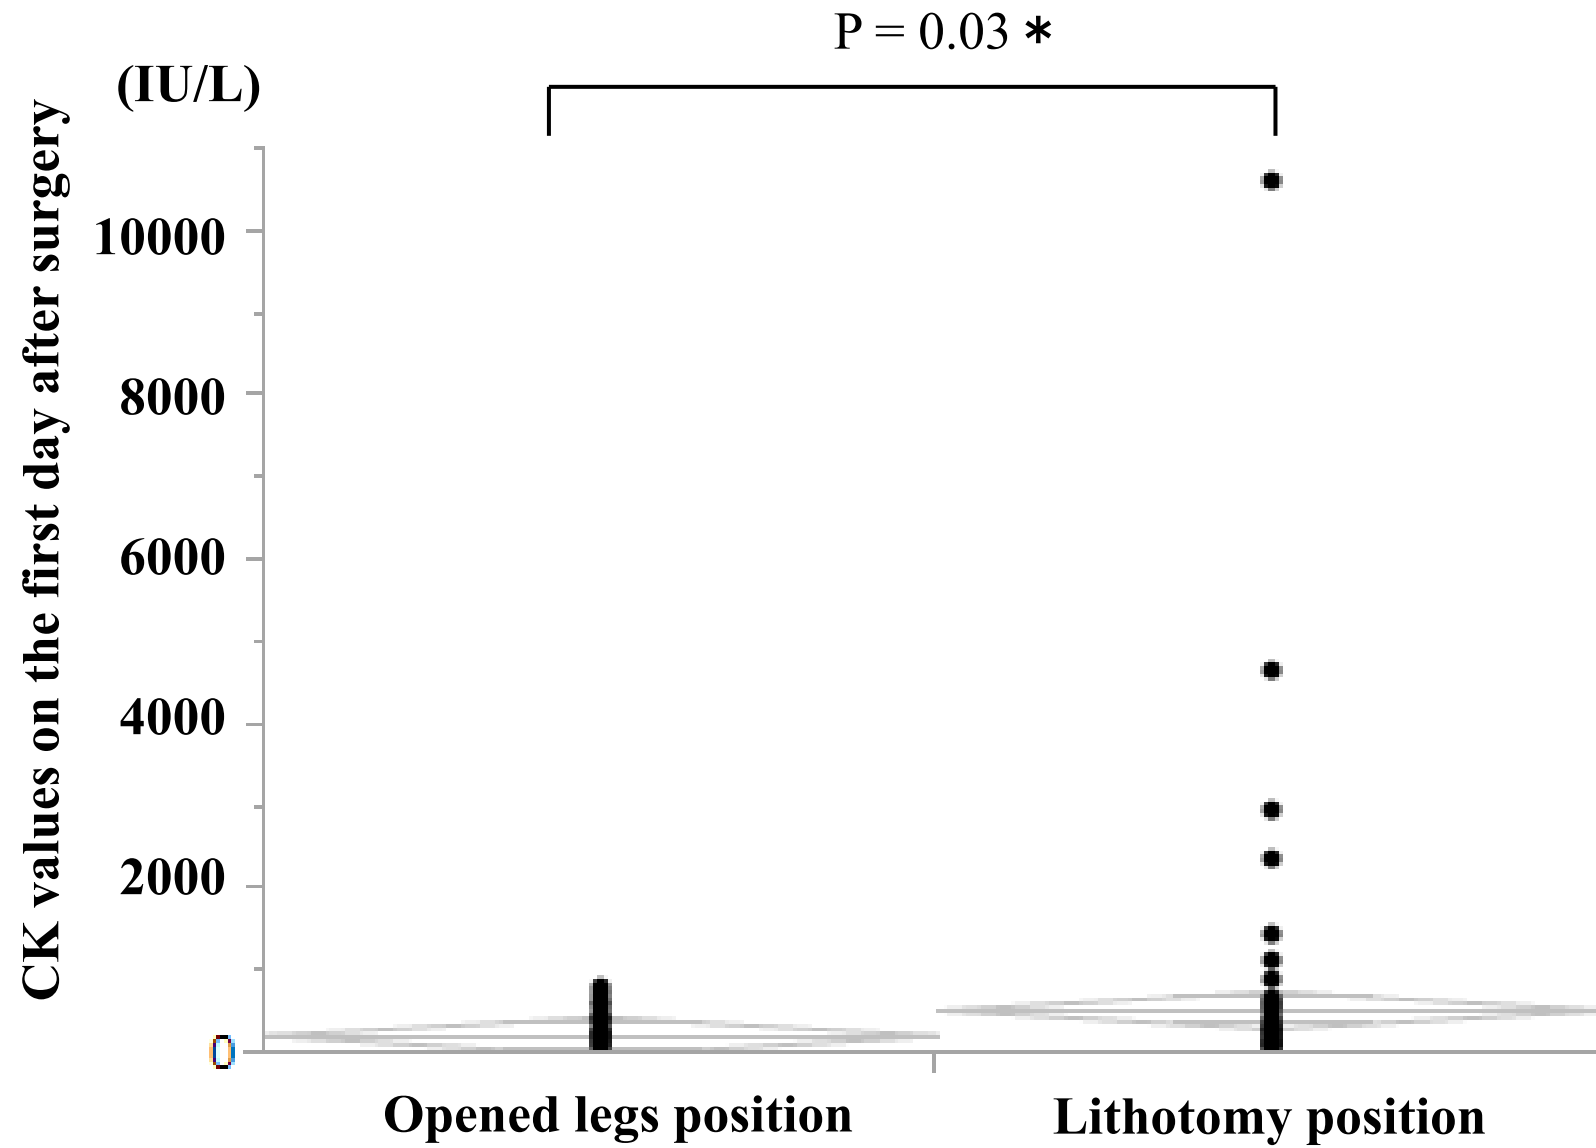 P = 0.03 *
(IU/L)
CK values on the first day after surgery
10000
8000
6000
4000
2000
0
Opened legs position
Lithotomy position